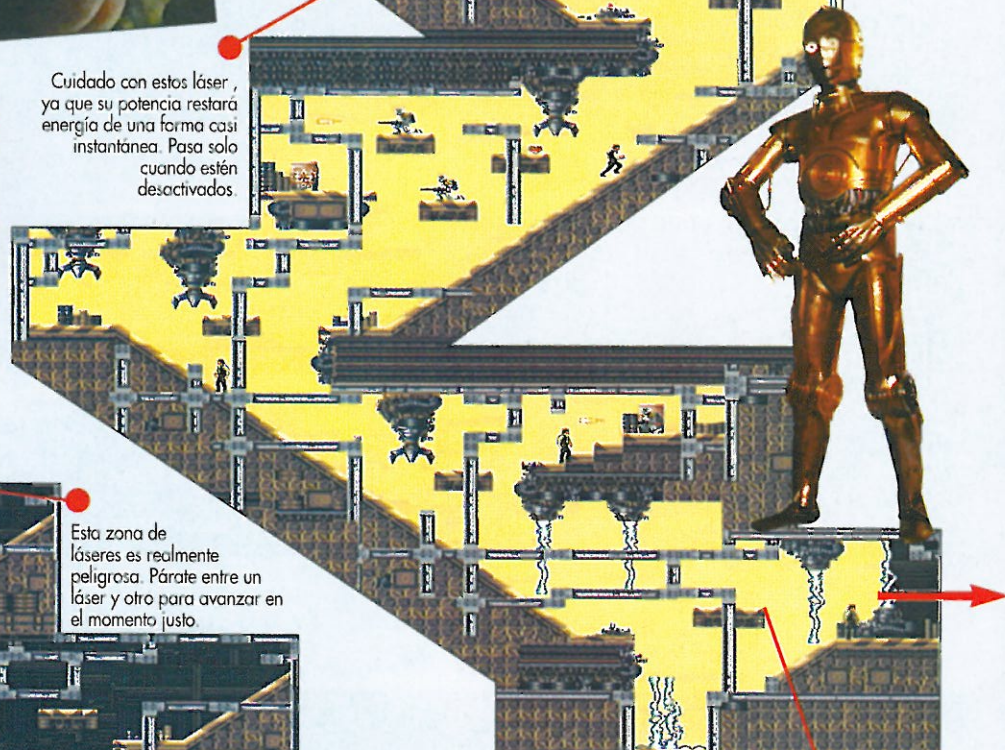 Cuidado con estos láser ,
ya que su potencia restará
energía de una forma casi
instantánea. Pasa solo
cuando estén
desactivados.
Esta zona de
láseres es realmente
peligrosa. Párate entre un
láser y otro para avanzar en
el momento justo.